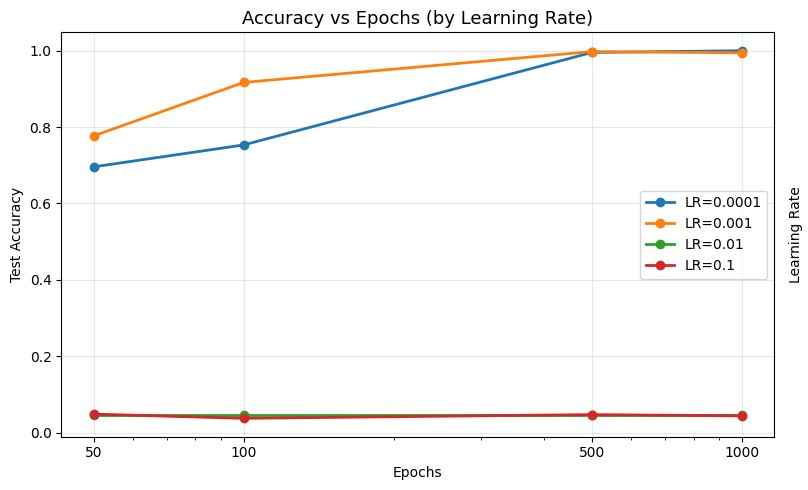 Accuracy vs Epochs (by Learning Rate)
Test Accuracy
1.0
0.8
0.6
0.4
0.2
0.0
LR=0.0001
LR=0.001
LR=0.01
LR=0.1
Learning Rate
50
100
500
1000
Epochs